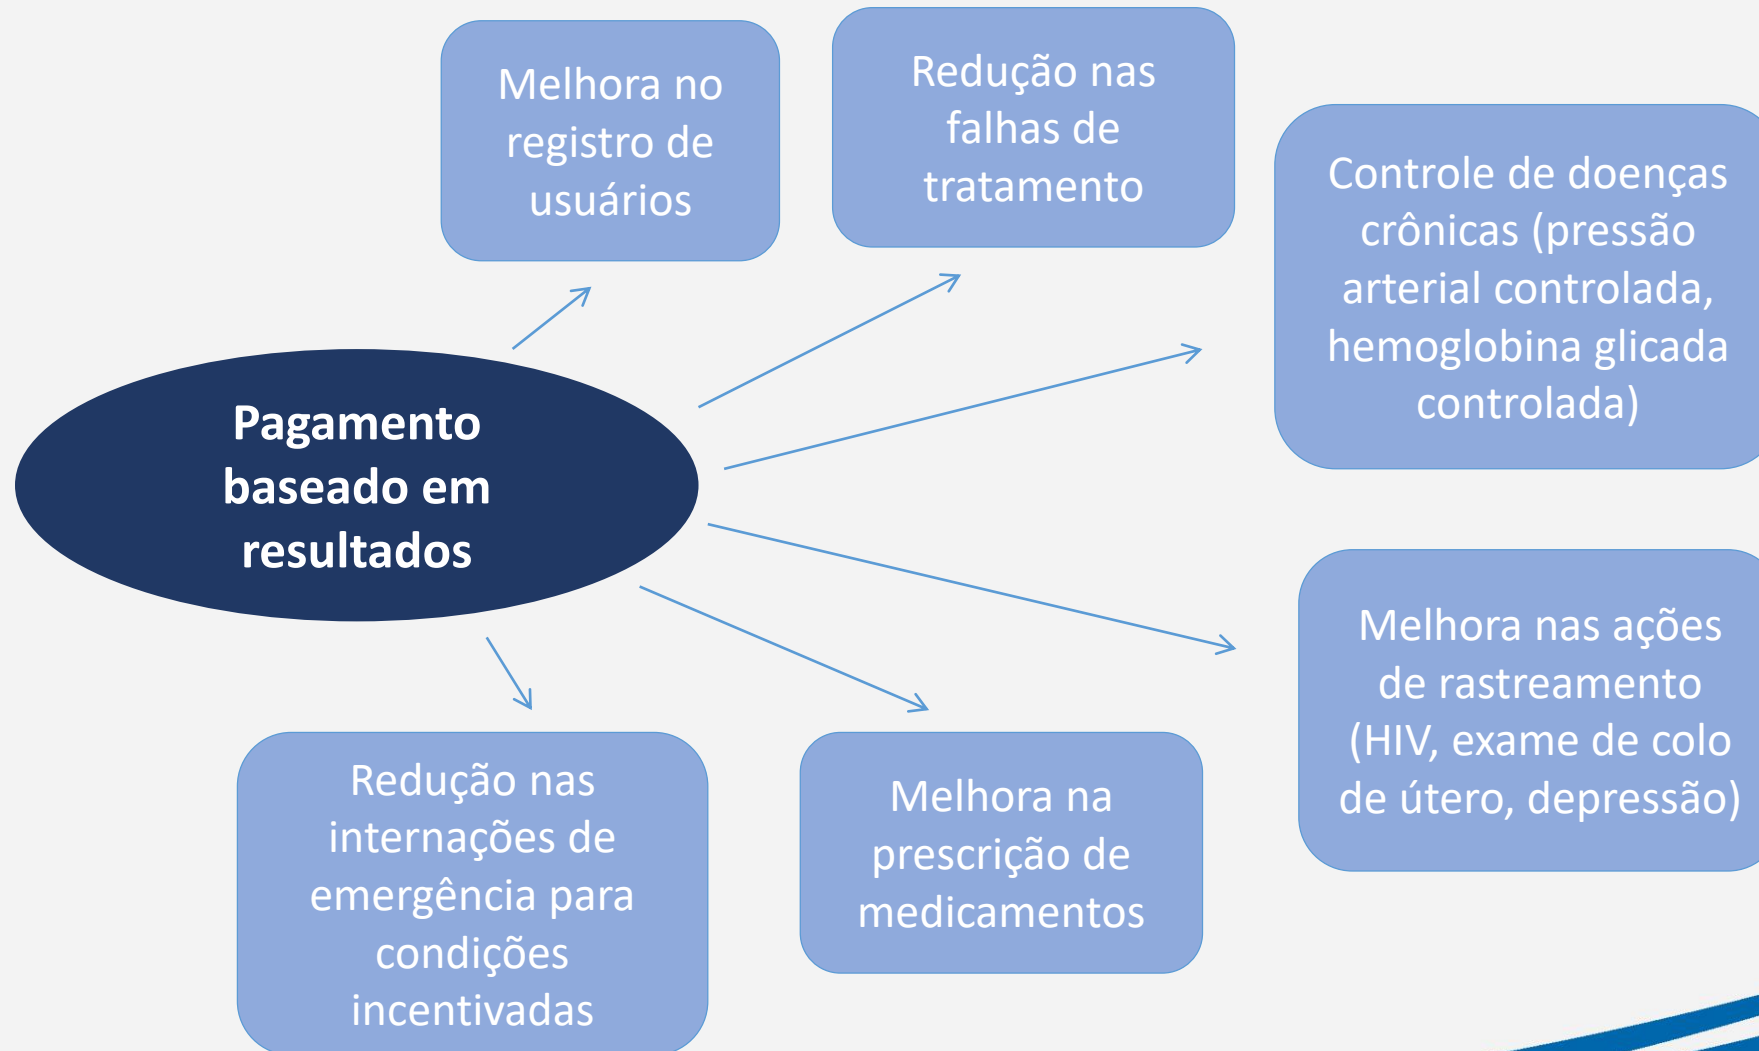 Melhora no
registro de
usuários
Redução nas
falhas de
tratamento
Controle de doenças
crônicas (pressão
arterial controlada,
hemoglobina glicada
controlada)
Pagamento
baseado em
resultados
Melhora nas ações
de rastreamento
(HIV, exame de colo
de útero, depressão)
Redução nas
internações de
emergência para
condições
incentivadas
Melhora na
prescrição de
medicamentos